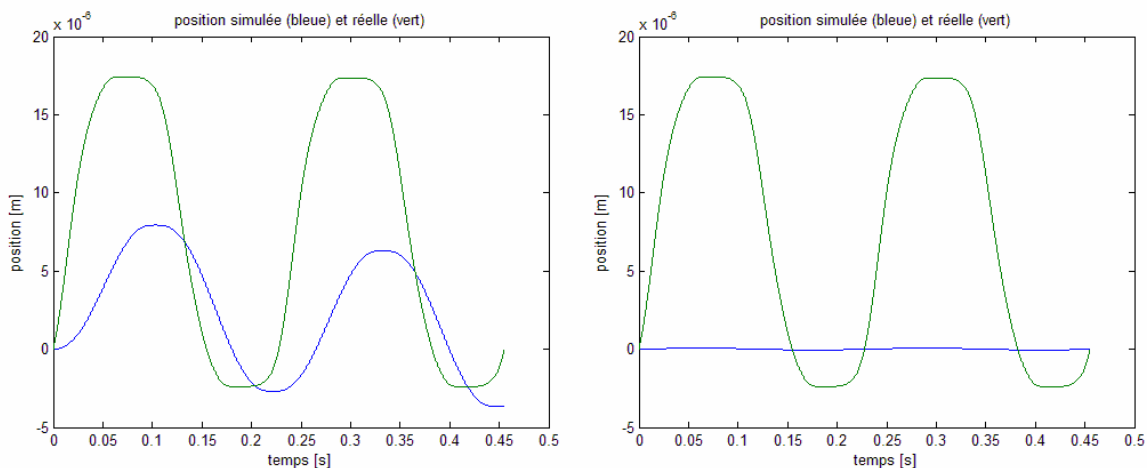 position simulée (bleue) et réelle (vert)
x 10⁻⁶
20
15
10
5
0
-5
position [m]
0 0.05 0.1 0.15 0.2 0.25 0.3 0.35 0.4 0.45 0.5
temps [s]
position simulée (bleue) et réelle (vert)
x 10⁻⁶
20
15
10
5
0
-5
position [m]
0 0.05 0.1 0.15 0.2 0.25 0.3 0.35 0.4 0.45 0.5
temps [s]